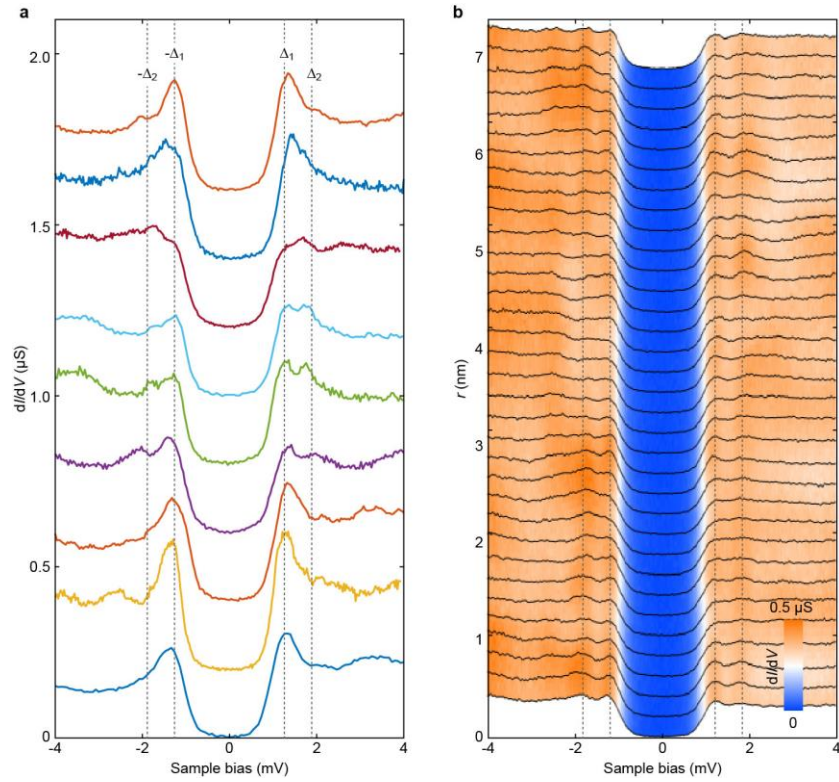 a
2.0
1.5
1.0
0.5
0
dI/dV (µS)
-Δ2
-Δ1
Δ1
Δ2
-4
-2
0
2
4
Sample bias (mV)
b
7
6
5
4
3
2
1
0
r (nm)
0.5 µS
dI/dV
0
-4
-2
0
2
4
Sample bias (mV)